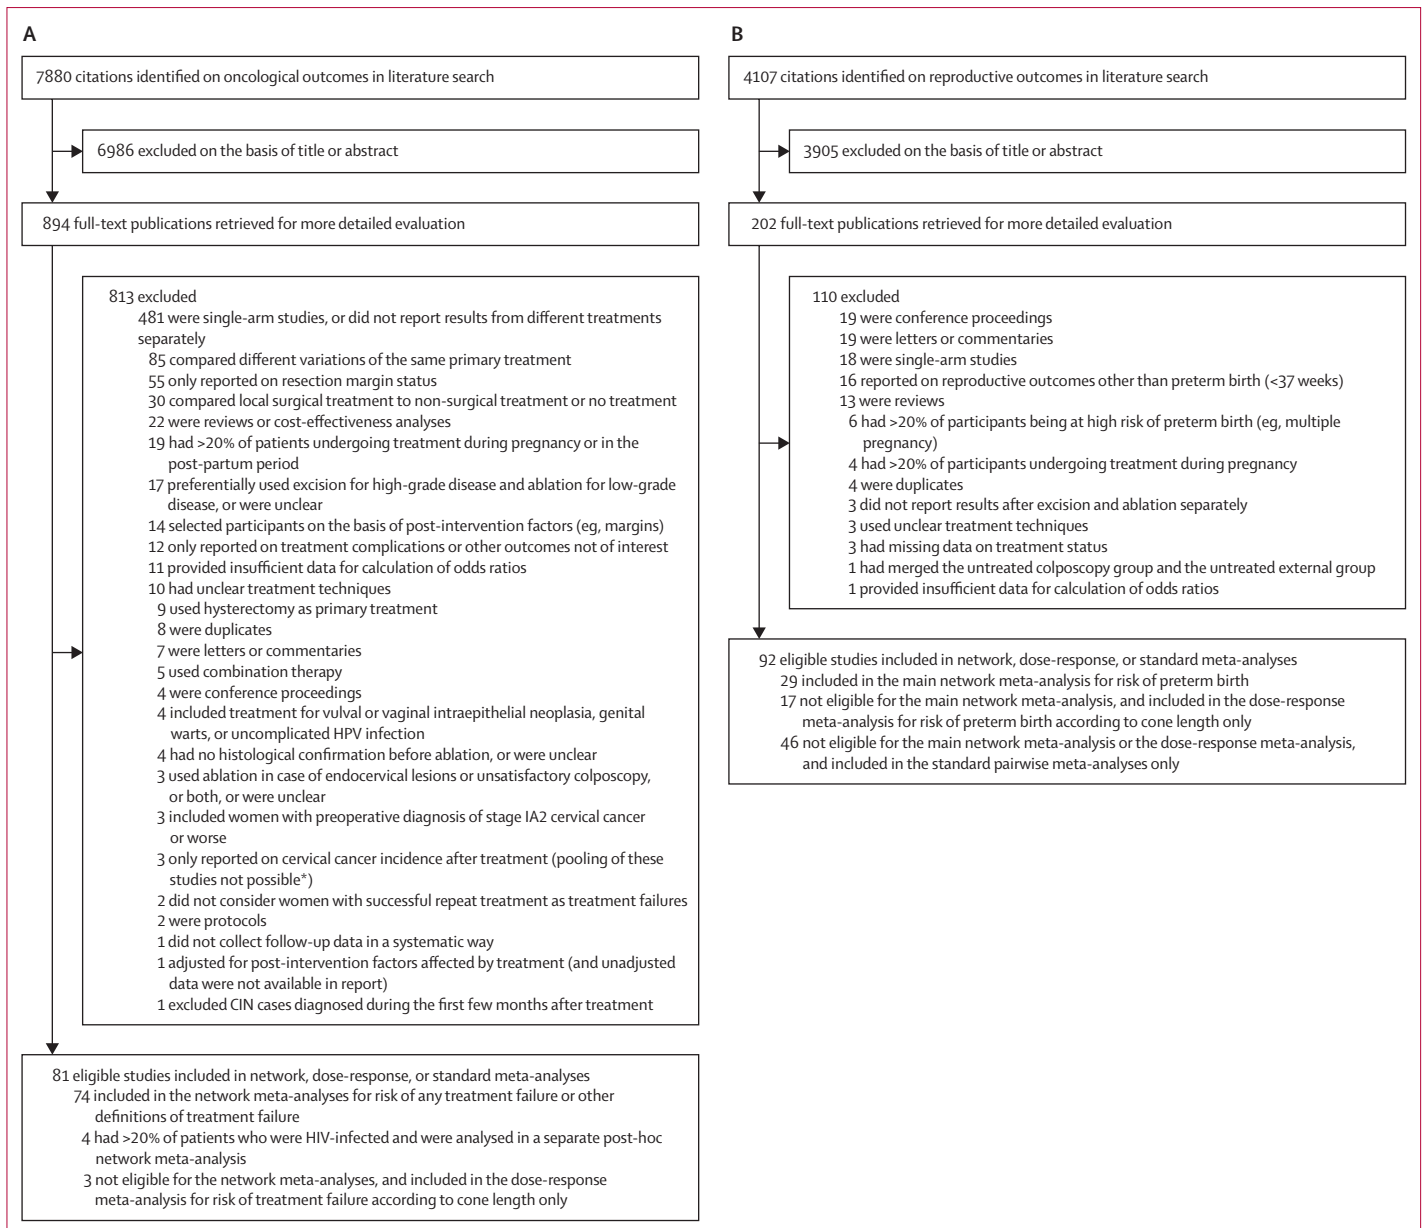 A
7880 citations identified on oncological outcomes in literature search
6986 excluded on the basis of title or abstract
894 full-text publications retrieved for more detailed evaluation
813 excluded
481 were single-arm studies, or did not report results from different treatments
separately
85 compared different variations of the same primary treatment
55 only reported on resection margin status
30 compared local surgical treatment to non-surgical treatment or no treatment
22 were reviews or cost-effectiveness analyses
19 had >20% of patients undergoing treatment during pregnancy or in the
post-partum period
17 preferentially used excision for high-grade disease and ablation for low-grade
disease, or were unclear
14 selected participants on the basis of post-intervention factors (eg, margins)
12 only reported on treatment complications or other outcomes not of interest
11 provided insufficient data for calculation of odds ratios
10 had unclear treatment techniques
9 used hysterectomy as primary treatment
8 were duplicates
7 were letters or commentaries
5 used combination therapy
4 were conference proceedings
4 included treatment for vulval or vaginal intraepithelial neoplasia, genital
warts, or uncomplicated HPV infection
4 had no histological confirmation before ablation, or were unclear
3 used ablation in case of endocervical lesions or unsatisfactory colposcopy,
or both, or were unclear
3 included women with preoperative diagnosis of stage IA2 cervical cancer
or worse
3 only reported on cervical cancer incidence after treatment (pooling of these
studies not possible*)
2 did not consider women with successful repeat treatment as treatment failures
2 were protocols
1 did not collect follow-up data in a systematic way
1 adjusted for post-intervention factors affected by treatment (and unadjusted
data were not available in report)
1 excluded CIN cases diagnosed during the first few months after treatment
81 eligible studies included in network, dose-response, or standard meta-analyses
74 included in the network meta-analyses for risk of any treatment failure or other
definitions of treatment failure
4 had >20% of patients who were HIV-infected and were analysed in a separate post-hoc
network meta-analysis
3 not eligible for the network meta-analyses, and included in the dose-response
meta-analysis for risk of treatment failure according to cone length only
B
4107 citations identified on reproductive outcomes in literature search
3905 excluded on the basis of title or abstract
202 full-text publications retrieved for more detailed evaluation
110 excluded
19 were conference proceedings
19 were letters or commentaries
18 were single-arm studies
16 reported on reproductive outcomes other than preterm birth (<37 weeks)
13 were reviews
6 had >20% of participants being at high risk of preterm birth (eg, multiple
pregnancy)
4 had >20% of participants undergoing treatment during pregnancy
4 were duplicates
3 did not report results after excision and ablation separately
3 used unclear treatment techniques
3 had missing data on treatment status
1 had merged the untreated colposcopy group and the untreated external group
1 provided insufficient data for calculation of odds ratios
92 eligible studies included in network, dose-response, or standard meta-analyses
29 included in the main network meta-analysis for risk of preterm birth
17 not eligible for the main network meta-analysis, and included in the dose-response
meta-analysis for risk of preterm birth according to cone length only
46 not eligible for the main network meta-analysis or the dose-response meta-analysis,
and included in the standard pairwise meta-analyses only